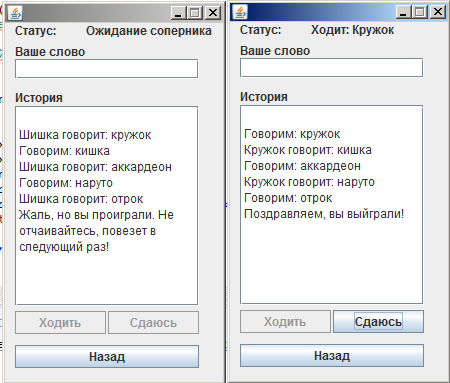 Статус: Ожидание соперника
Ваше слово
История
Шишка говорит: кружок
Говорим: кишка
Шишка говорит: аккардеон
Говорим: наруто
Шишка говорит: отрок
Жаль, но вы проиграли. Не
отчаивайтесь, повезет в
следующий раз!
Ходить Сдаюсь
Назад
Статус: Ходит: Кружок
Ваше слово
История
Говорим: кружок
Кружок говорит: кишка
Говорим: аккардеон
Кружок говорит: наруто
Говорим: отрок
Поздравляем, вы выйграли!
Ходить Сдаюсь
Назад